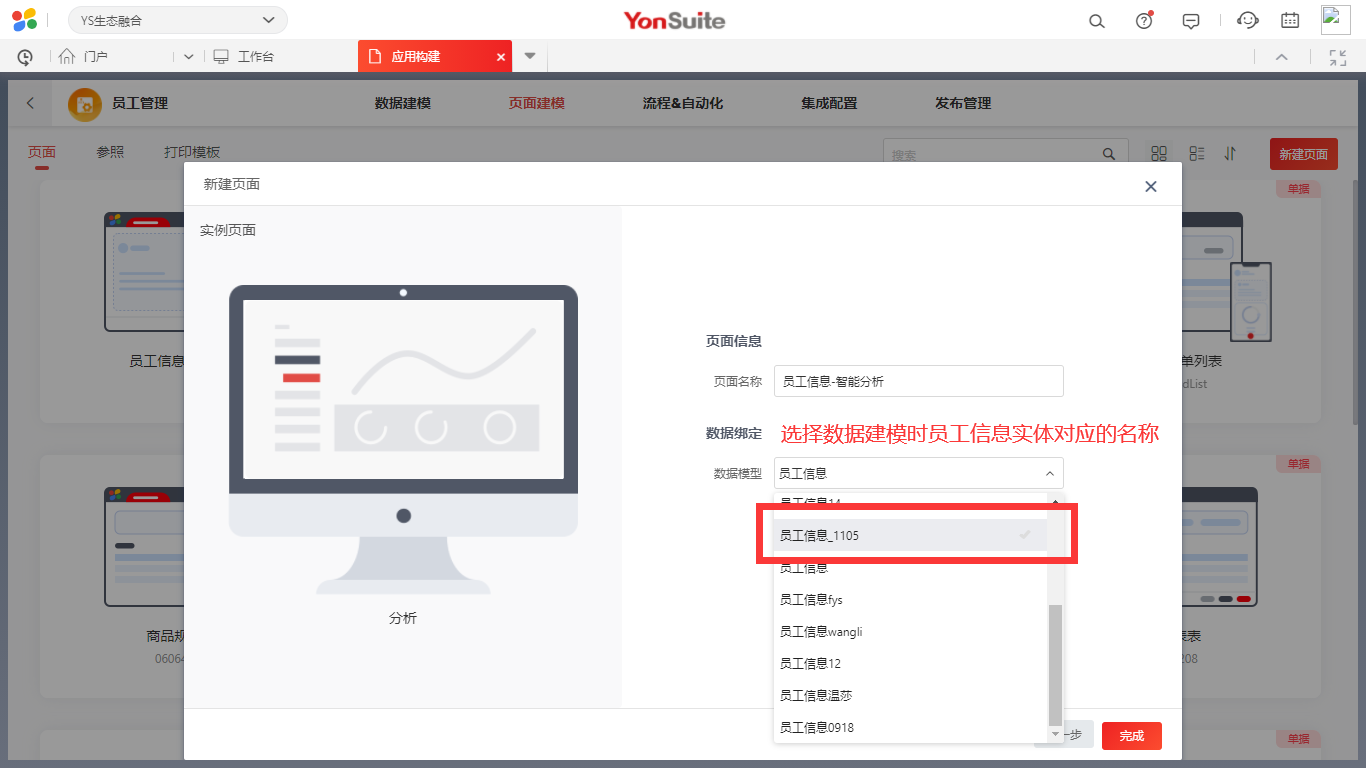 YS生态融合
YonSuite
门户
工作台
应用构建
员工管理
数据建模
页面建模
流程&自动化
集成配置
发布管理
页面
参照
打印模板
搜索
新建页面
新建页面
单据
实例页面
员工信息
页面信息
单列表
dList
页面名称
员工信息-智能分析
数据绑定
选择数据建模时员工信息实体对应的名称
单据
数据模型
员工信息
员工信息14
员工信息_1105
员工信息
员工信息fys
分析
员工信息wangli
商品规
表
0606
208
员工信息12
员工信息温莎
员工信息0918
一步
完成
单据